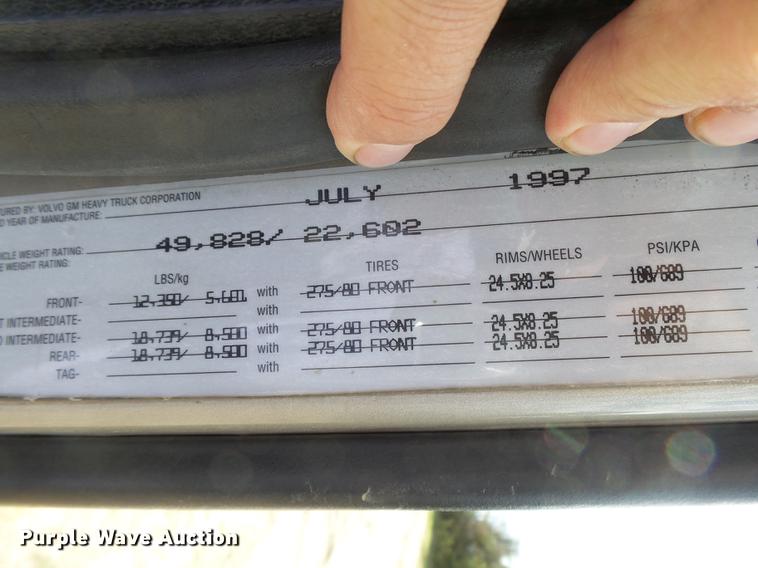 TURED BY: VOLVO GM HEAVY TRUCK CORPORATION
D YEAR OF MANUFACTURE: JULY 1997
ICLE WEIGHT RATING: 49,828/ 22,602
E WEIGHT RATING:
LBS/kg TIRES RIMS/WHEELS PSI/KPA
FRONT- 12,350/ 5,601 with 275/80 FRONT 24.5X8.25 100/689
T INTERMEDIATE- with
D INTERMEDIATE- 18,739/ 8,500 with 275/80 FRONT 24.5X8.25 100/689
REAR- 18,739/ 8,500 with 275/80 FRONT 24.5X8.25 100/689
TAG- with
Purple Wave Auction